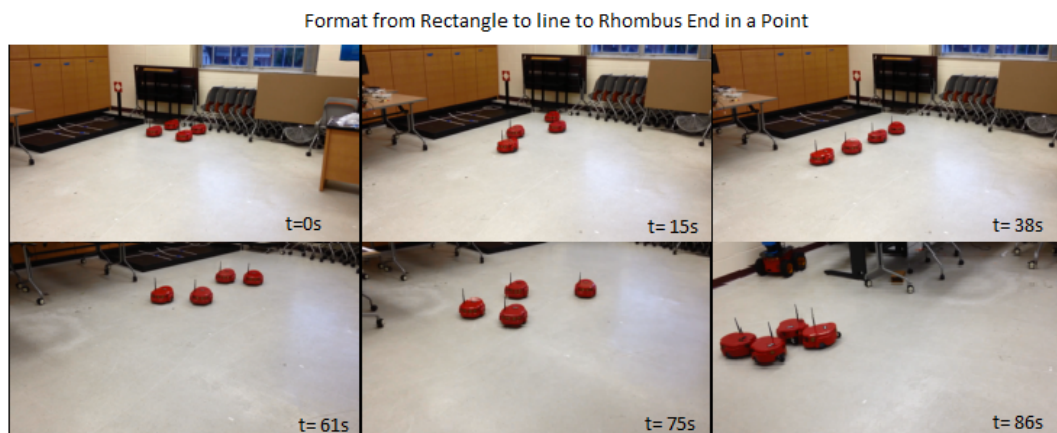 Format from Rectangle to line to Rhombus End in a Point
t=0s
t= 15s
t= 38s
t= 61s
t= 75s
t= 86s